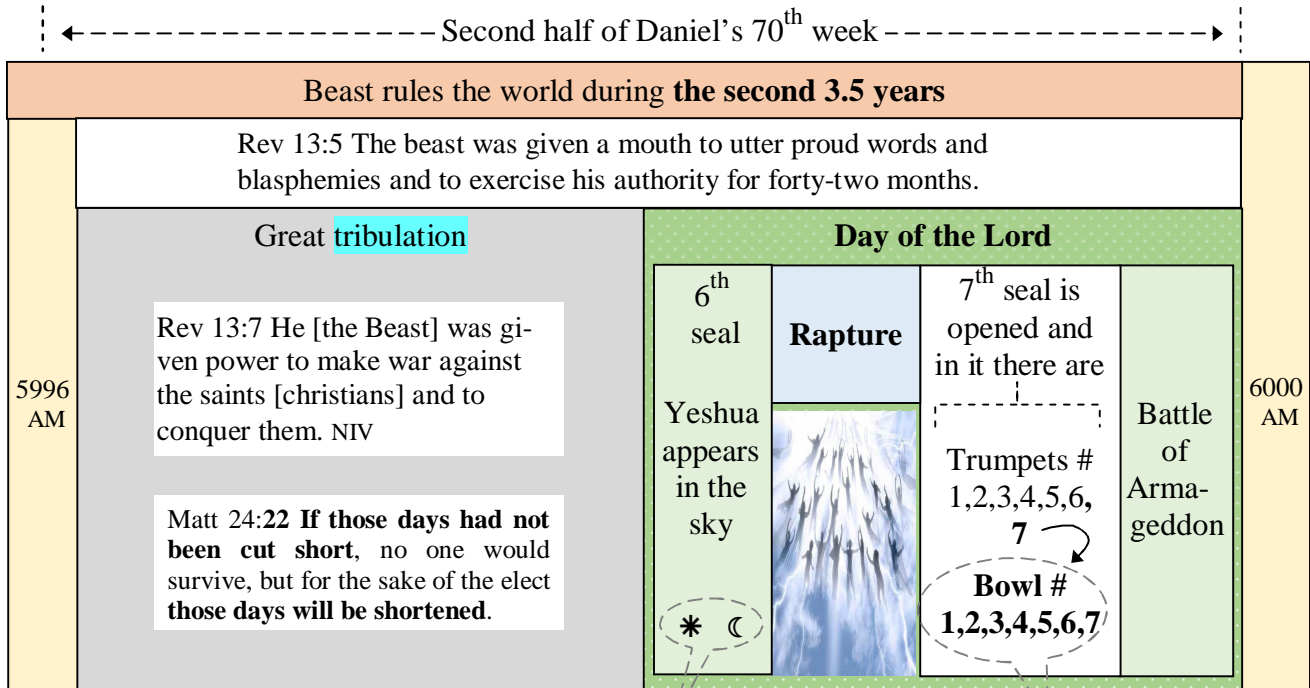 Second half of Daniel's 70th week
Beast rules the world during the second 3.5 years
Rev 13:5 The beast was given a mouth to utter proud words and
blasphemies and to exercise his authority for forty-two months.
5996
AM
Great tribulation
Rev 13:7 He [the Beast] was gi-
ven power to make war against
the saints [christians] and to
conquer them. NIV
Matt 24:22 If those days had not
been cut short, no one would
survive, but for the sake of the elect
those days will be shortened.
Day of the Lord
6th
seal
Yeshua
appears
in the
sky
Rapture
7th seal is
opened and
in it there are
Trumpets #
1,2,3,4,5,6,
7
Bowl #
1,2,3,4,5,6,7
Battle
of
Arma-
geddon
6000
AM